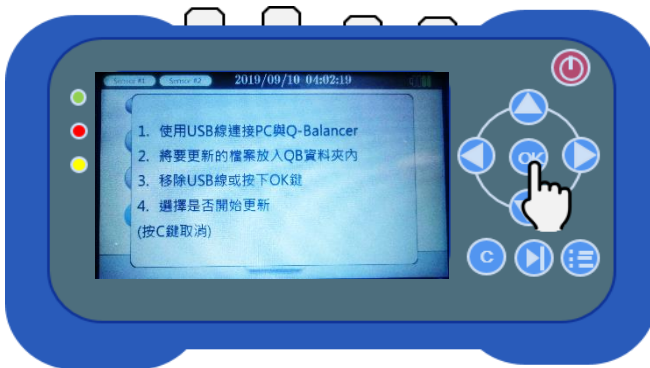 Sensor #1 Sensor #2 2019/09/10 04:02:19
1. 使用USB線連接PC與Q-Balancer
2. 將要更新的檔案放入QB資料夾內
3. 移除USB線或按下OK鍵
4. 選擇是否開始更新
(按C鍵取消)
OK
C